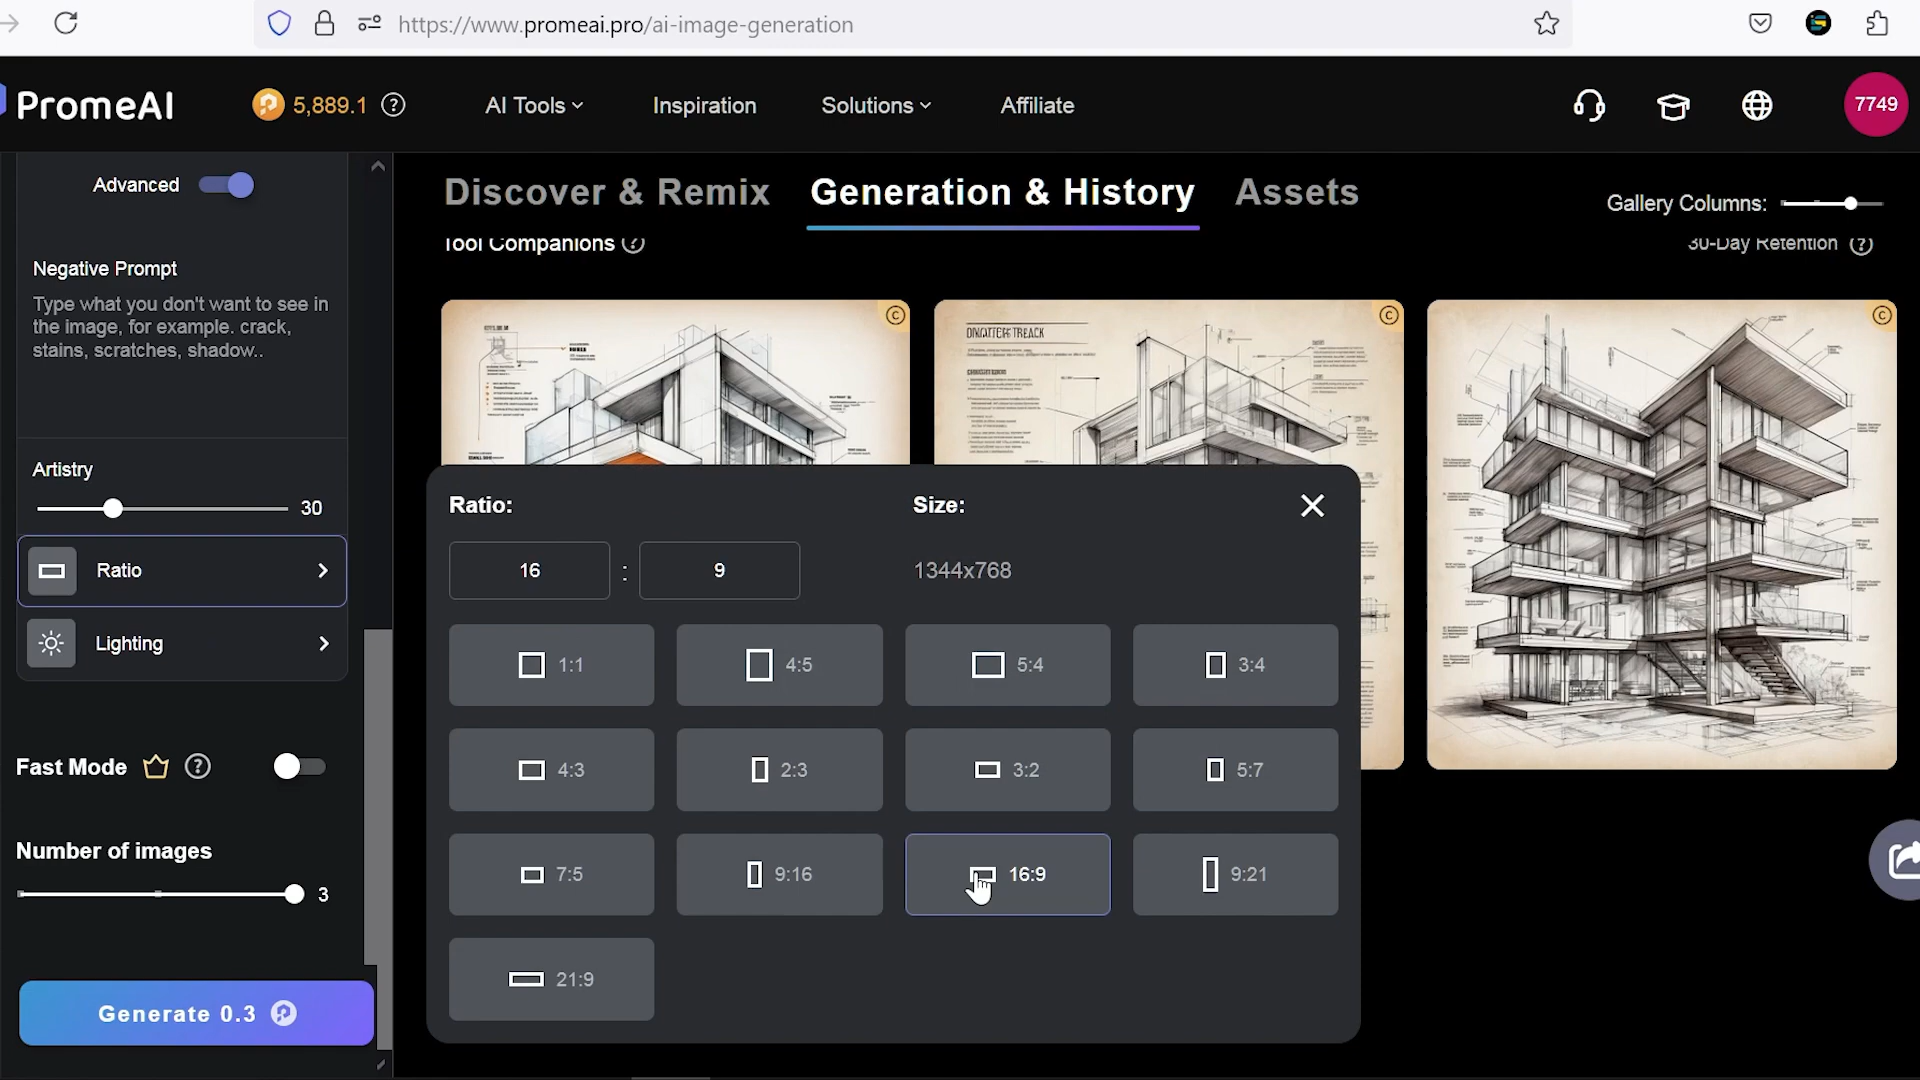 https://www.promeai.pro/ai-image-generation
PromeAI
5,889.1
AI Tools
Inspiration
Solutions
Affiliate
7749
Advanced
Discover & Remix
Generation & History
Assets
Gallery Columns:
Tool Companions
30-Day Retention
Negative Prompt
Type what you don't want to see in
the image, for example. crack,
stains, scratches, shadow..
Artistry
30
Ratio
Lighting
Fast Mode
Number of images
3
Generate 0.3
Ratio:
Size:
16 : 9
1344x768
1:1
4:5
5:4
3:4
4:3
2:3
3:2
5:7
7:5
9:16
16:9
9:21
21:9